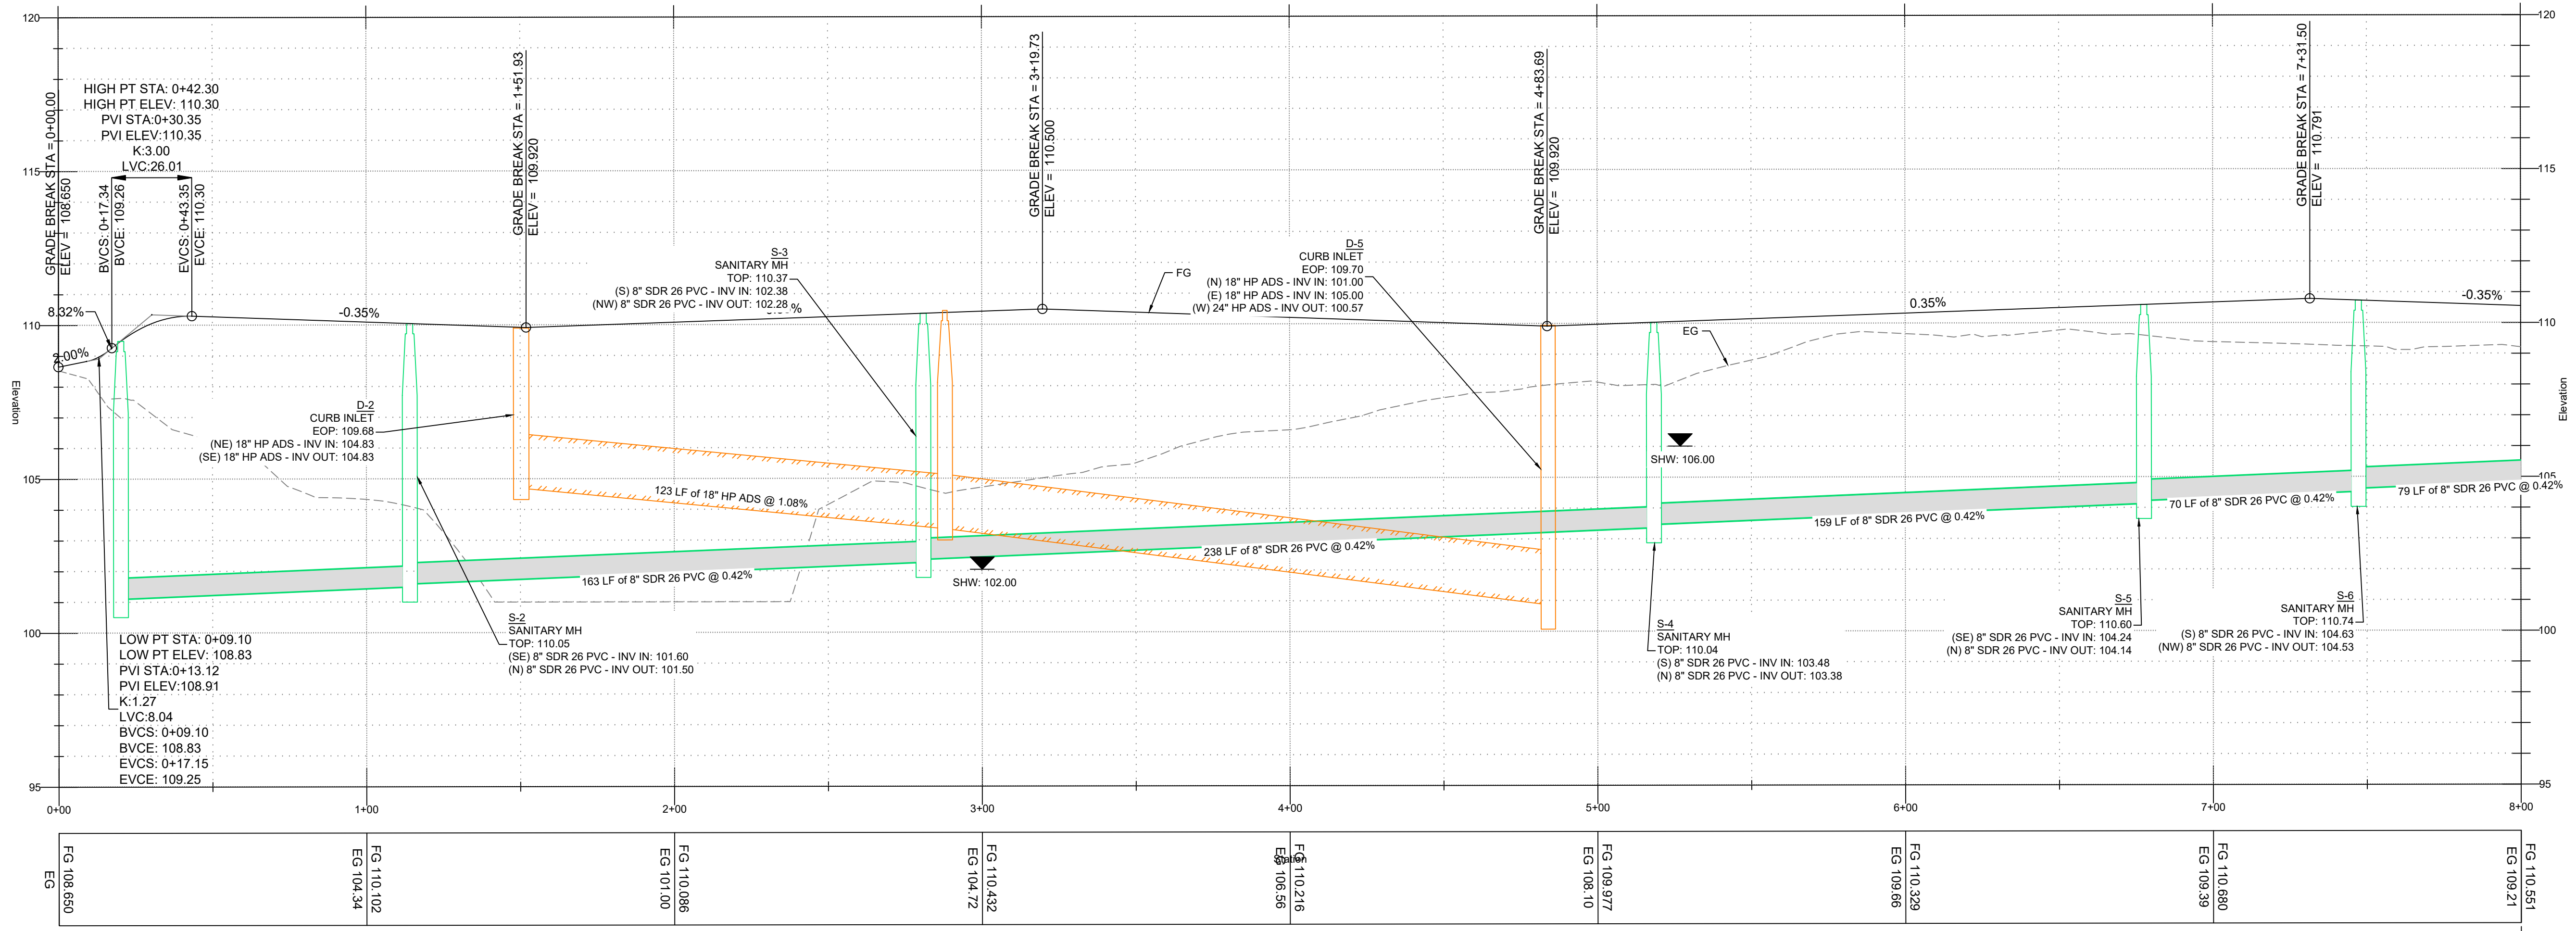 120
115
110
105
100
95
Elevation
GRADE BREAK STA = 0+00.00
ELEV = 108.650
HIGH PT STA: 0+42.30
HIGH PT ELEV: 110.30
PVI STA:0+30.35
PVI ELEV:110.35
K:3.00
LVC:26.01
BVCS: 0+17.34
BVCE: 109.26
EVCS: 0+43.35
EVCE: 110.30
8.32%
2.00%
-0.35%
GRADE BREAK STA = 1+51.93
ELEV = 109.920
D-2
CURB INLET
EOP: 109.68
(NE) 18" HP ADS - INV IN: 104.83
(SE) 18" HP ADS - INV OUT: 104.83
S-3
SANITARY MH
TOP: 110.37
(S) 8" SDR 26 PVC - INV IN: 102.38
(NW) 8" SDR 26 PVC - INV OUT: 102.28
GRADE BREAK STA = 3+19.73
ELEV = 110.500
FG
D-5
CURB INLET
EOP: 109.70
(N) 18" HP ADS - INV IN: 101.00
(E) 18" HP ADS - INV IN: 105.00
(W) 24" HP ADS - INV OUT: 100.57
GRADE BREAK STA = 4+83.69
ELEV = 109.920
EG
0.35%
GRADE BREAK STA = 7+31.50
ELEV = 110.791
-0.35%
120
115
110
105
100
95
Elevation
SHW: 106.00
SHW: 102.00
123 LF of 18" HP ADS @ 1.08%
163 LF of 8" SDR 26 PVC @ 0.42%
238 LF of 8" SDR 26 PVC @ 0.42%
159 LF of 8" SDR 26 PVC @ 0.42%
70 LF of 8" SDR 26 PVC @ 0.42%
79 LF of 8" SDR 26 PVC @ 0.42%
LOW PT STA: 0+09.10
LOW PT ELEV: 108.83
PVI STA:0+13.12
PVI ELEV:108.91
K:1.27
LVC:8.04
BVCS: 0+09.10
BVCE: 108.83
EVCS: 0+17.15
EVCE: 109.25
S-2
SANITARY MH
TOP: 110.05
(SE) 8" SDR 26 PVC - INV IN: 101.60
(N) 8" SDR 26 PVC - INV OUT: 101.50
S-4
SANITARY MH
TOP: 110.04
(S) 8" SDR 26 PVC - INV IN: 103.48
(N) 8" SDR 26 PVC - INV OUT: 103.38
S-5
SANITARY MH
TOP: 110.60
(SE) 8" SDR 26 PVC - INV IN: 104.24
(N) 8" SDR 26 PVC - INV OUT: 104.14
S-6
SANITARY MH
TOP: 110.74
(S) 8" SDR 26 PVC - INV IN: 104.63
(NW) 8" SDR 26 PVC - INV OUT: 104.53
0+00
1+00
2+00
3+00
4+00
5+00
6+00
7+00
8+00
Station
FG 108.650
EG
FG 110.102
EG 104.34
FG 110.086
EG 101.00
FG 110.432
EG 104.72
FG 110.216
EG 106.56
FG 109.977
EG 108.10
FG 110.329
EG 109.66
FG 110.680
EG 109.39
FG 110.551
EG 109.21